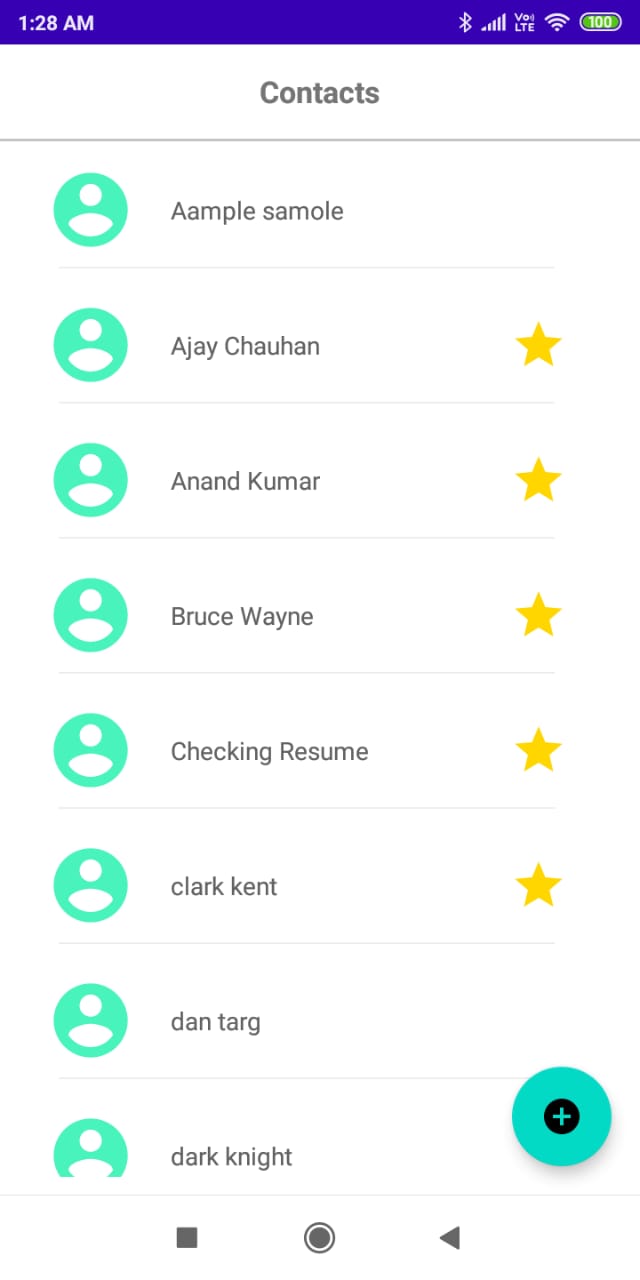 1:28 AM
Vo)) LTE
100
Contacts
Aample samole
Ajay Chauhan
Anand Kumar
Bruce Wayne
Checking Resume
clark kent
dan targ
dark knight